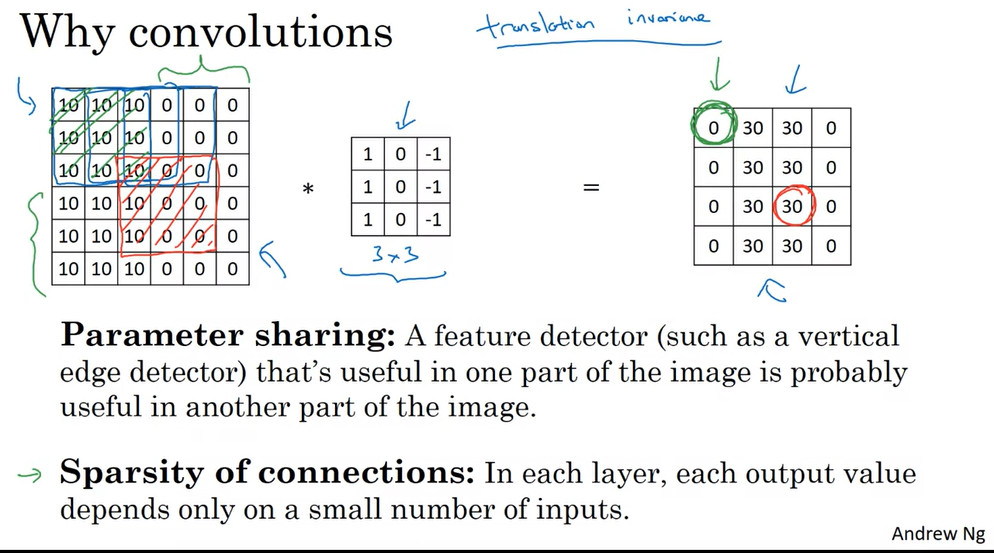 Why convolutions
translation invariance
10 10 10 0 0 0
10 10 10 0 0 0
10 10 10 0 0 0
10 10 10 0 0 0
10 10 10 0 0 0
10 10 10 0 0 0
*
1 0 -1
1 0 -1
1 0 -1
3x3
=
0 30 30 0
0 30 30 0
0 30 30 0
0 30 30 0
Parameter sharing: A feature detector (such as a vertical
edge detector) that’s useful in one part of the image is probably
useful in another part of the image.
→ Sparsity of connections: In each layer, each output value
depends only on a small number of inputs.
Andrew Ng